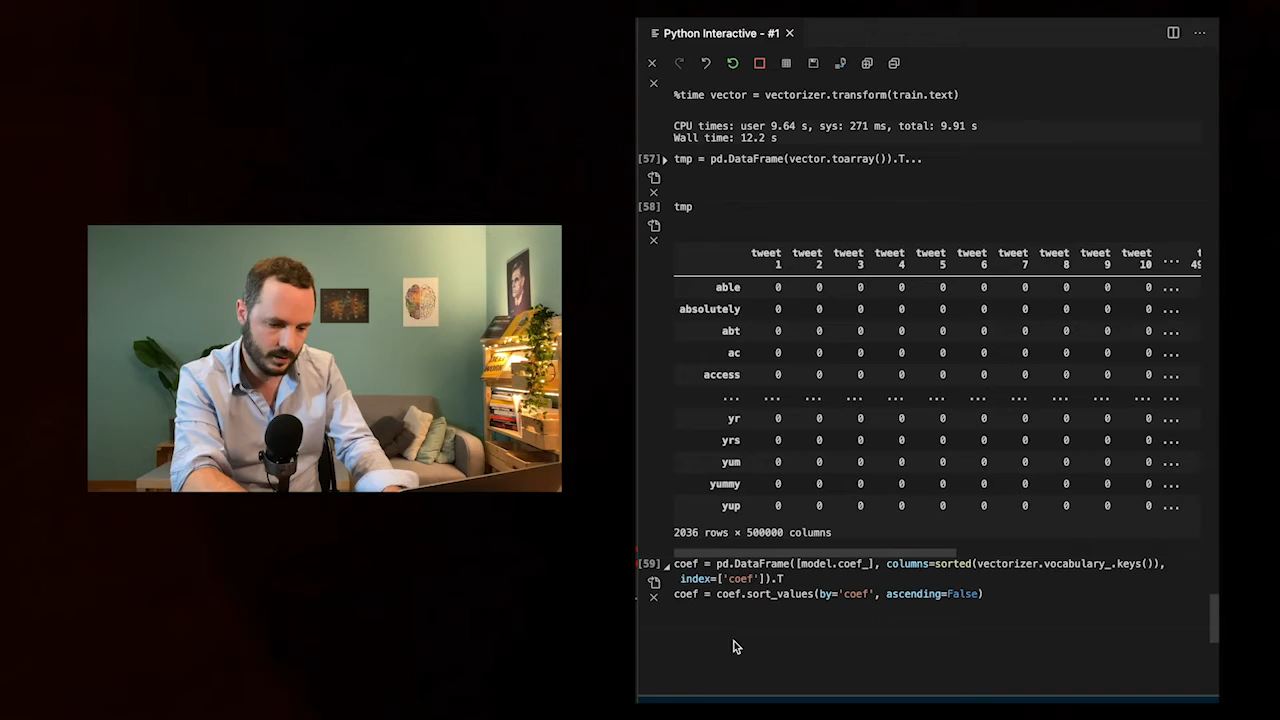 Python Interactive - #1
%time vector = vectorizer.transform(train.text)
CPU times: user 9.64 s, sys: 271 ms, total: 9.91 s
Wall time: 12.2 s
[57] tmp = pd.DataFrame(vector.toarray()).T...
[58] tmp
tweet 1 tweet 2 tweet 3 tweet 4 tweet 5 tweet 6 tweet 7 tweet 8 tweet 9 tweet 10 ... t 49
able 0 0 0 0 0 0 0 0 0 0 ...
absolutely 0 0 0 0 0 0 0 0 0 0 ...
abt 0 0 0 0 0 0 0 0 0 0 ...
ac 0 0 0 0 0 0 0 0 0 0 ...
access 0 0 0 0 0 0 0 0 0 0 ...
... ... ... ... ... ... ... ... ... ... ... ...
yr 0 0 0 0 0 0 0 0 0 0 ...
yrs 0 0 0 0 0 0 0 0 0 0 ...
yum 0 0 0 0 0 0 0 0 0 0 ...
yummy 0 0 0 0 0 0 0 0 0 0 ...
yup 0 0 0 0 0 0 0 0 0 0 ...
2036 rows × 500000 columns
[59] coef = pd.DataFrame([model.coef_], columns=sorted(vectorizer.vocabulary_.keys()),
index=['coef']).T
coef = coef.sort_values(by='coef', ascending=False)